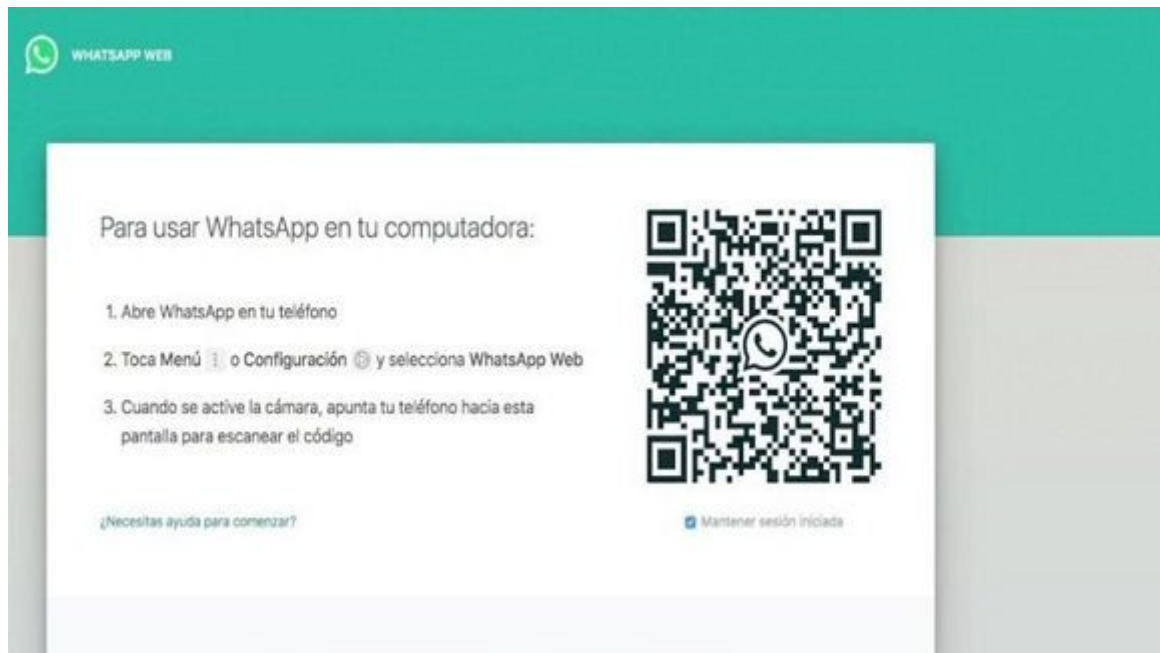 WHATSAPP WEB
Para usar WhatsApp en tu computadora:
1. Abre WhatsApp en tu teléfono
2. Toca Menú o Configuración y selecciona WhatsApp Web
3. Cuando se active la cámara, apunta tu teléfono hacia esta
pantalla para escanear el código
¿Necesitas ayuda para comenzar?
Mantener sesión iniciada